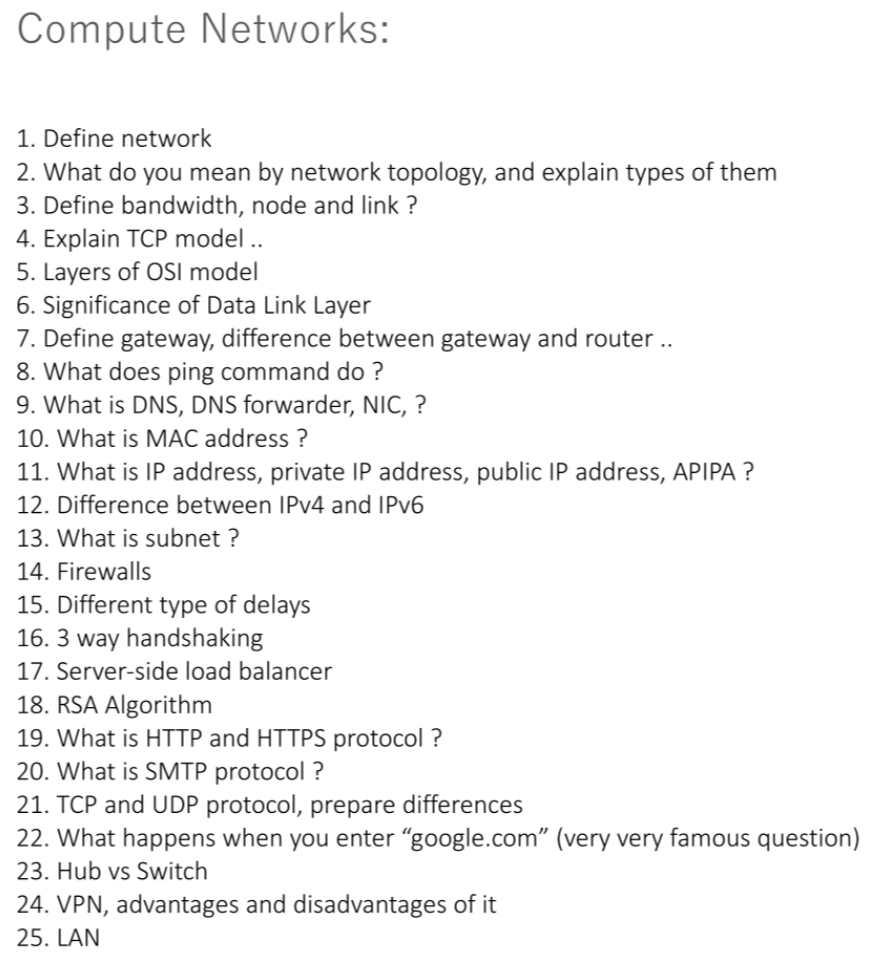 Compute Networks:
1. Define network
2. What do you mean by network topology, and explain types of them
3. Define bandwidth, node and link ?
4. Explain TCP model ..
5. Layers of OSI model
6. Significance of Data Link Layer
7. Define gateway, difference between gateway and router ..
8. What does ping command do ?
9. What is DNS, DNS forwarder, NIC, ?
10. What is MAC address ?
11. What is IP address, private IP address, public IP address, APIPA ?
12. Difference between IPv4 and IPv6
13. What is subnet ?
14. Firewalls
15. Different type of delays
16. 3 way handshaking
17. Server-side load balancer
18. RSA Algorithm
19. What is HTTP and HTTPS protocol ?
20. What is SMTP protocol ?
21. TCP and UDP protocol, prepare differences
22. What happens when you enter “google.com” (very very famous question)
23. Hub vs Switch
24. VPN, advantages and disadvantages of it
25. LAN